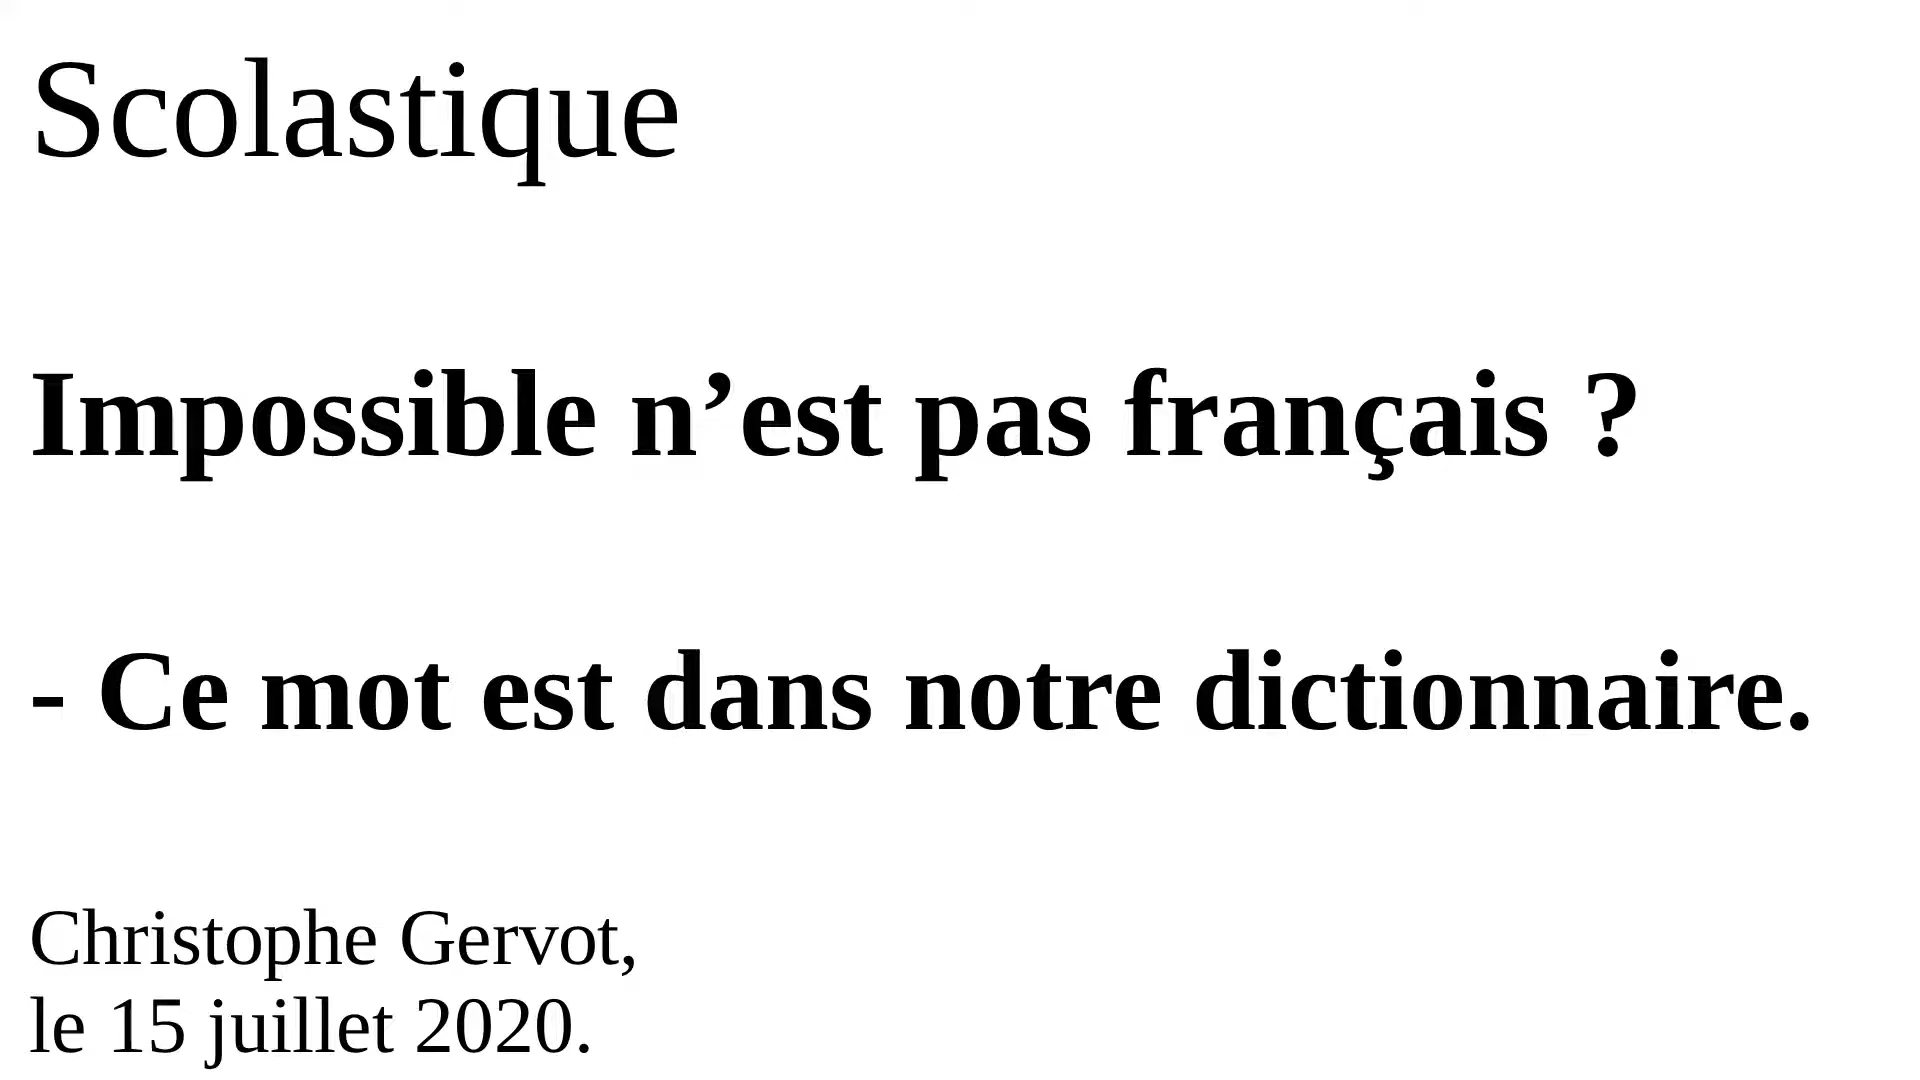 Scolastique
Impossible n’est pas français ?
- Ce mot est dans notre dictionnaire.
Christophe Gervot,
le 15 juillet 2020.